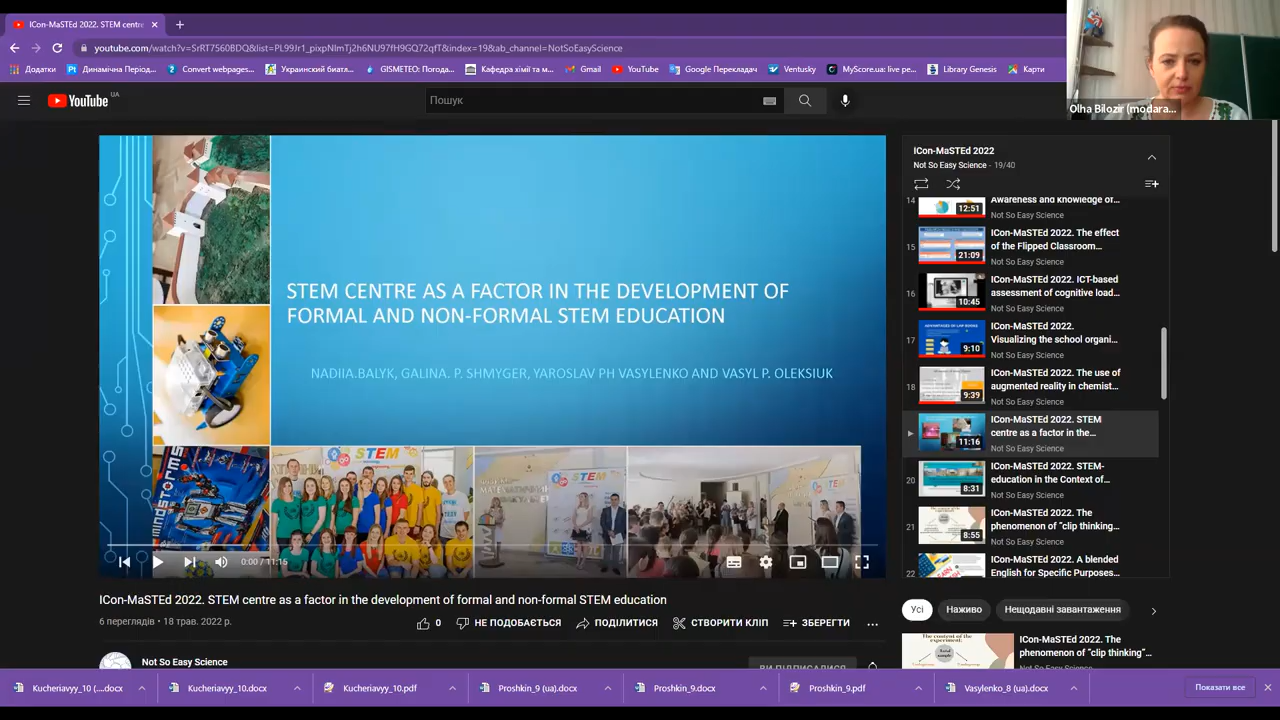 ICon-MaSTEd 2022. STEM centre
youtube.com/watch?v=SrRT7560BDQ&list=PL99Jr1_pixpNlmTj2h6NU97fH9GQ72qfT&index=19&ab_channel=NotSoEasyScience
Додатки
Динамічна Період...
Convert webpages...
Украинский биатл...
GISMETEO: Погода...
Кафедра хімії та м...
Gmail
YouTube
Google Перекладач
Ventusky
MyScore.ua: live ре...
Library Genesis
Карти
Olha Bilozir (modara...
YouTube UA
Пошук
STEM CENTRE AS A FACTOR IN THE DEVELOPMENT OF
FORMAL AND NON-FORMAL STEM EDUCATION
NADIIA.BALYK, GALINA. P. SHMYGER, YAROSLAV PH VASYLENKO AND VASYL P. OLEKSIUK
mindstorms
STEM
STEM
0:00
ICon-MaSTEd 2022. STEM centre as a factor in the development of formal and non-formal STEM education
6 переглядів • 18 трав. 2022 р.
0
НЕ ПОДОБАЄТЬСЯ
ПОДІЛИТИСЯ
СТВОРИТИ КЛІП
ЗБЕРЕГТИ
Not So Easy Science
ВИ ПІДПИСАЛИСЯ
ICon-MaSTEd 2022
Not So Easy Science - 19/40
14
12:51
Awareness and knowledge of...
Not So Easy Science
15
21:09
ICon-MaSTEd 2022. The effect
of the Flipped Classroom...
Not So Easy Science
16
10:45
ICon-MaSTEd 2022. ICT-based
assessment of cognitive load...
Not So Easy Science
17
9:10
ICon-MaSTEd 2022.
Visualizing the school organi...
Not So Easy Science
18
9:39
ICon-MaSTEd 2022. The use of
augmented reality in chemist...
Not So Easy Science
11:16
ICon-MaSTEd 2022. STEM
centre as a factor in the...
Not So Easy Science
20
8:31
ICon-MaSTEd 2022. STEM-
education in the Context of...
Not So Easy Science
21
8:55
ICon-MaSTEd 2022. The
phenomenon of "clip thinking...
Not So Easy Science
22
ICon-MaSTEd 2022. A blended
English for Specific Purposes...
Усі
Наживо
Нещодавні завантаження
ICon-MaSTEd 2022. The
phenomenon of "clip thinking"...
Kucheriavyy_10 (....docx
Kucheriavyy_10.docx
Kucheriavyy_10.pdf
Proshkin_9 (ua).docx
Proshkin_9.docx
Proshkin_9.pdf
Vasylenko_8 (ua).docx
Показати все